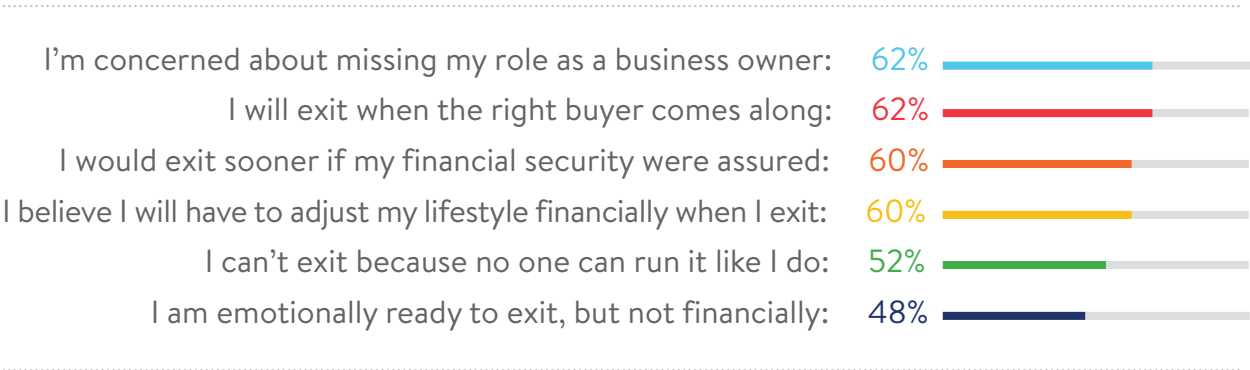 I’m concerned about missing my role as a business owner: 62%
I will exit when the right buyer comes along: 62%
I would exit sooner if my financial security were assured: 60%
I believe I will have to adjust my lifestyle financially when I exit: 60%
I can’t exit because no one can run it like I do: 52%
I am emotionally ready to exit, but not financially: 48%